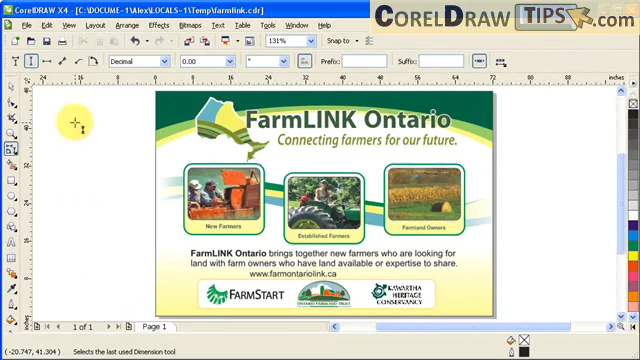 CorelDRAW X4 - [C:\DOCUME~1\Alex\LOCALS~1\Temp\farmlink.cdr]
CORELDRAW TIPS.com
File Edit View Layout Arrange Effects Bitmaps Text Table Tools Window Help
131% Snap to
Decimal 0.00 " Prefix: Suffix:
FarmLINK Ontario
Connecting farmers for our future.
New Farmers
Established Farmers
Farmland Owners
FarmLINK Ontario brings together new farmers who are looking for
land with farm owners who have land available or expertise to share.
www.farmontariolink.ca
FARMSTART
ONTARIO FARMLAND TRUST
KAWARTHA
HERITAGE
CONSERVANCY
1 of 1 Page 1
(-20.747, 41.304) Selects the last used Dimension tool